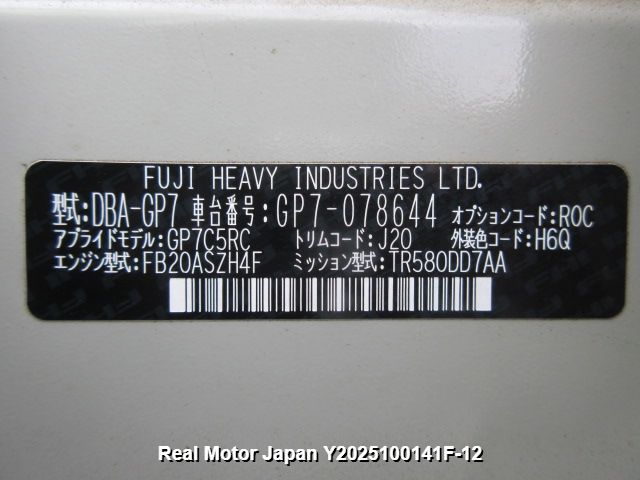 FUJI HEAVY INDUSTRIES LTD.
型式:DBA-GP7 車台番号:GP7-078644 オプションコード:ROC
アプライドモデル:GP7C5RC トリムコード:J20 外装色コード:H6Q
エンジン型式:FB20ASZH4F ミッション型式:TR580DD7AA
Real Motor Japan Y2025100141F-12